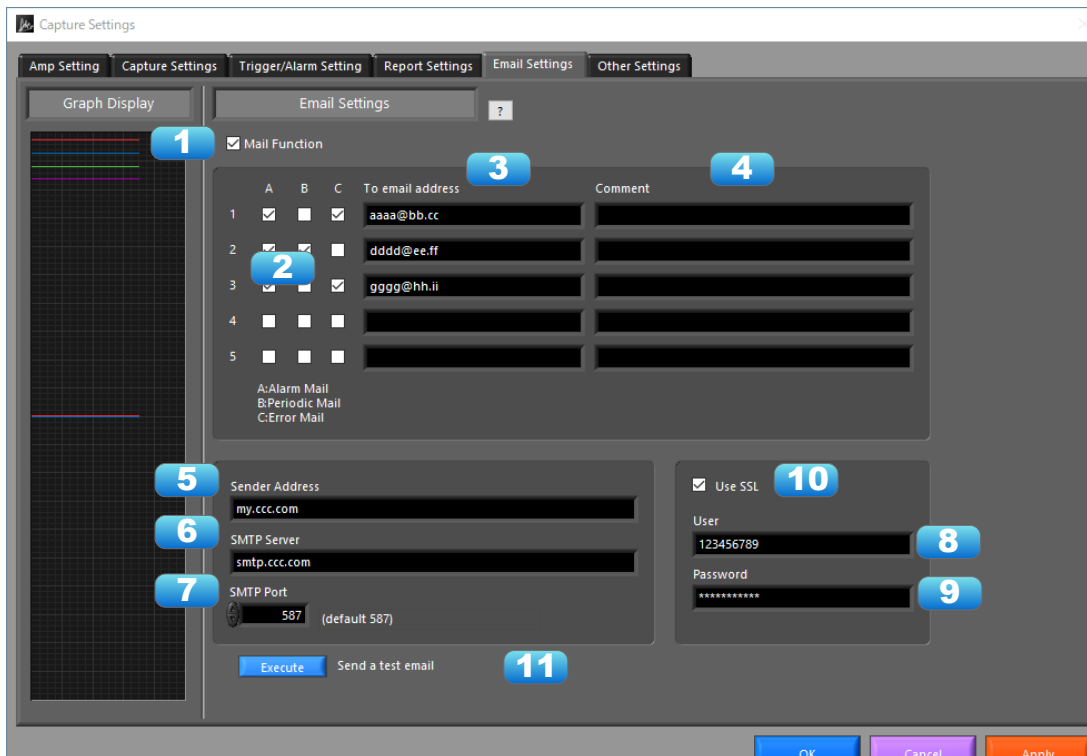 Capture Settings
Amp Setting Capture Settings Trigger/Alarm Setting Report Settings Email Settings Other Settings
Graph Display Email Settings ?
1 Mail Function
3 4
A B C To email address Comment
1 aaaa@bb.cc
2 dddd@ee.ff
2
3 gggg@hh.ii
4
5
A:Alarm Mail
B:Periodic Mail
C:Error Mail
5 Sender Address 10 Use SSL
my.ccc.com
6 SMTP Server User
smtp.ccc.com 123456789 8
7 SMTP Port Password
587 (default 587) *********** 9
Execute Send a test email 11
OK Cancel Apply